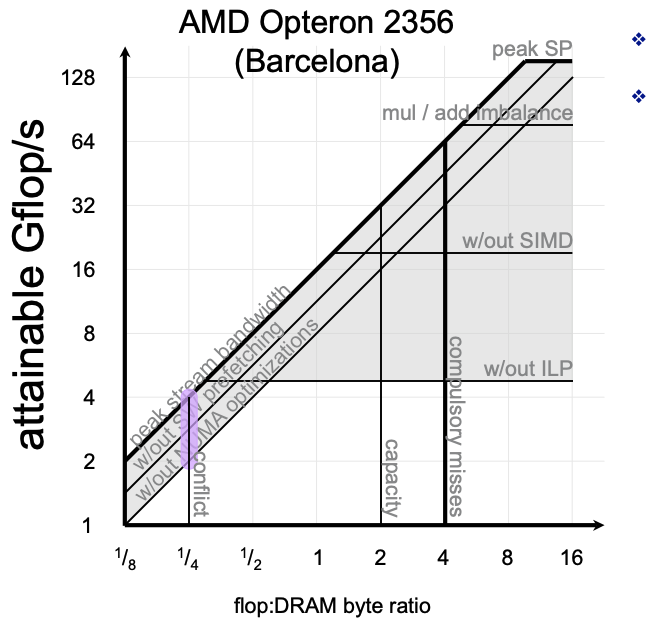 AMD Opteron 2356
(Barcelona)
attainable Gflop/s
128
64
32
16
8
4
2
1
peak SP
mul / add imbalance
w/out SIMD
w/out ILP
peak stream bandwidth
w/out SW prefetching
w/out NUMA optimizations
conflict
capacity
compulsory misses
1/8
1/4
1/2
1
2
4
8
16
flop:DRAM byte ratio